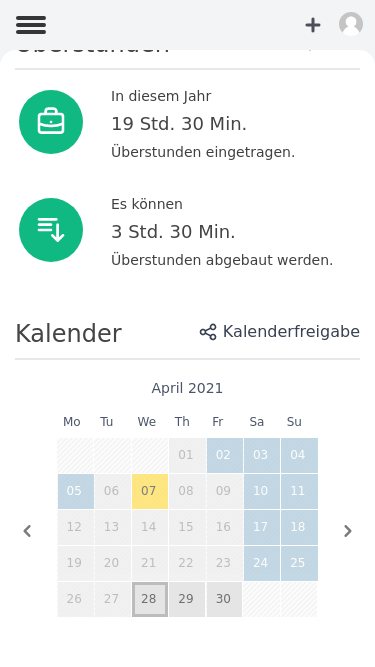 Überstunden
In diesem Jahr
19 Std. 30 Min.
Überstunden eingetragen.
Es können
3 Std. 30 Min.
Überstunden abgebaut werden.
Kalender Kalenderfreigabe
April 2021
Mo Tu We Th Fr Sa Su
01 02 03 04
05 06 07 08 09 10 11
12 13 14 15 16 17 18
19 20 21 22 23 24 25
26 27 28 29 30